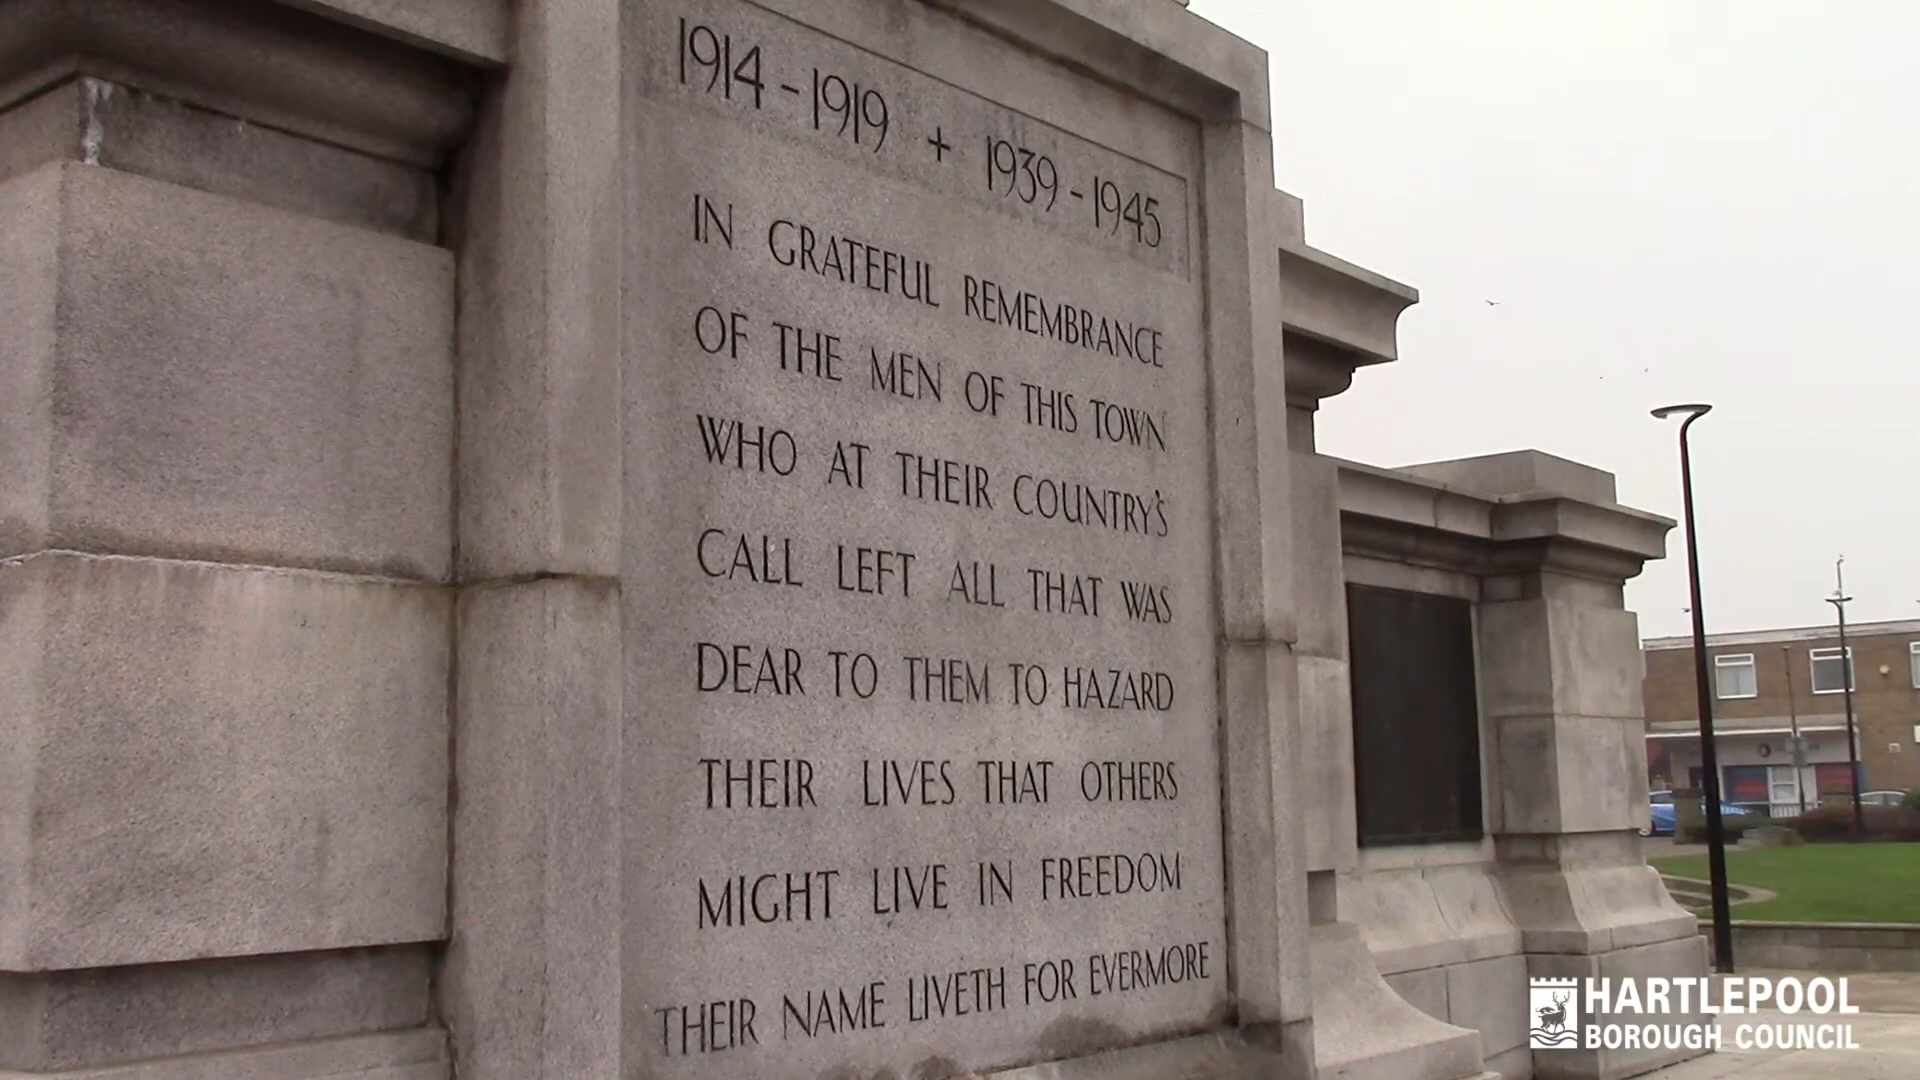 1914 - 1919 + 1939 - 1945
IN GRATEFUL REMEMBRANCE
OF THE MEN OF THIS TOWN
WHO AT THEIR COUNTRY'S
CALL LEFT ALL THAT WAS
DEAR TO THEM TO HAZARD
THEIR LIVES THAT OTHERS
MIGHT LIVE IN FREEDOM
THEIR NAME LIVETH FOR EVERMORE
HARTLEPOOL
BOROUGH COUNCIL